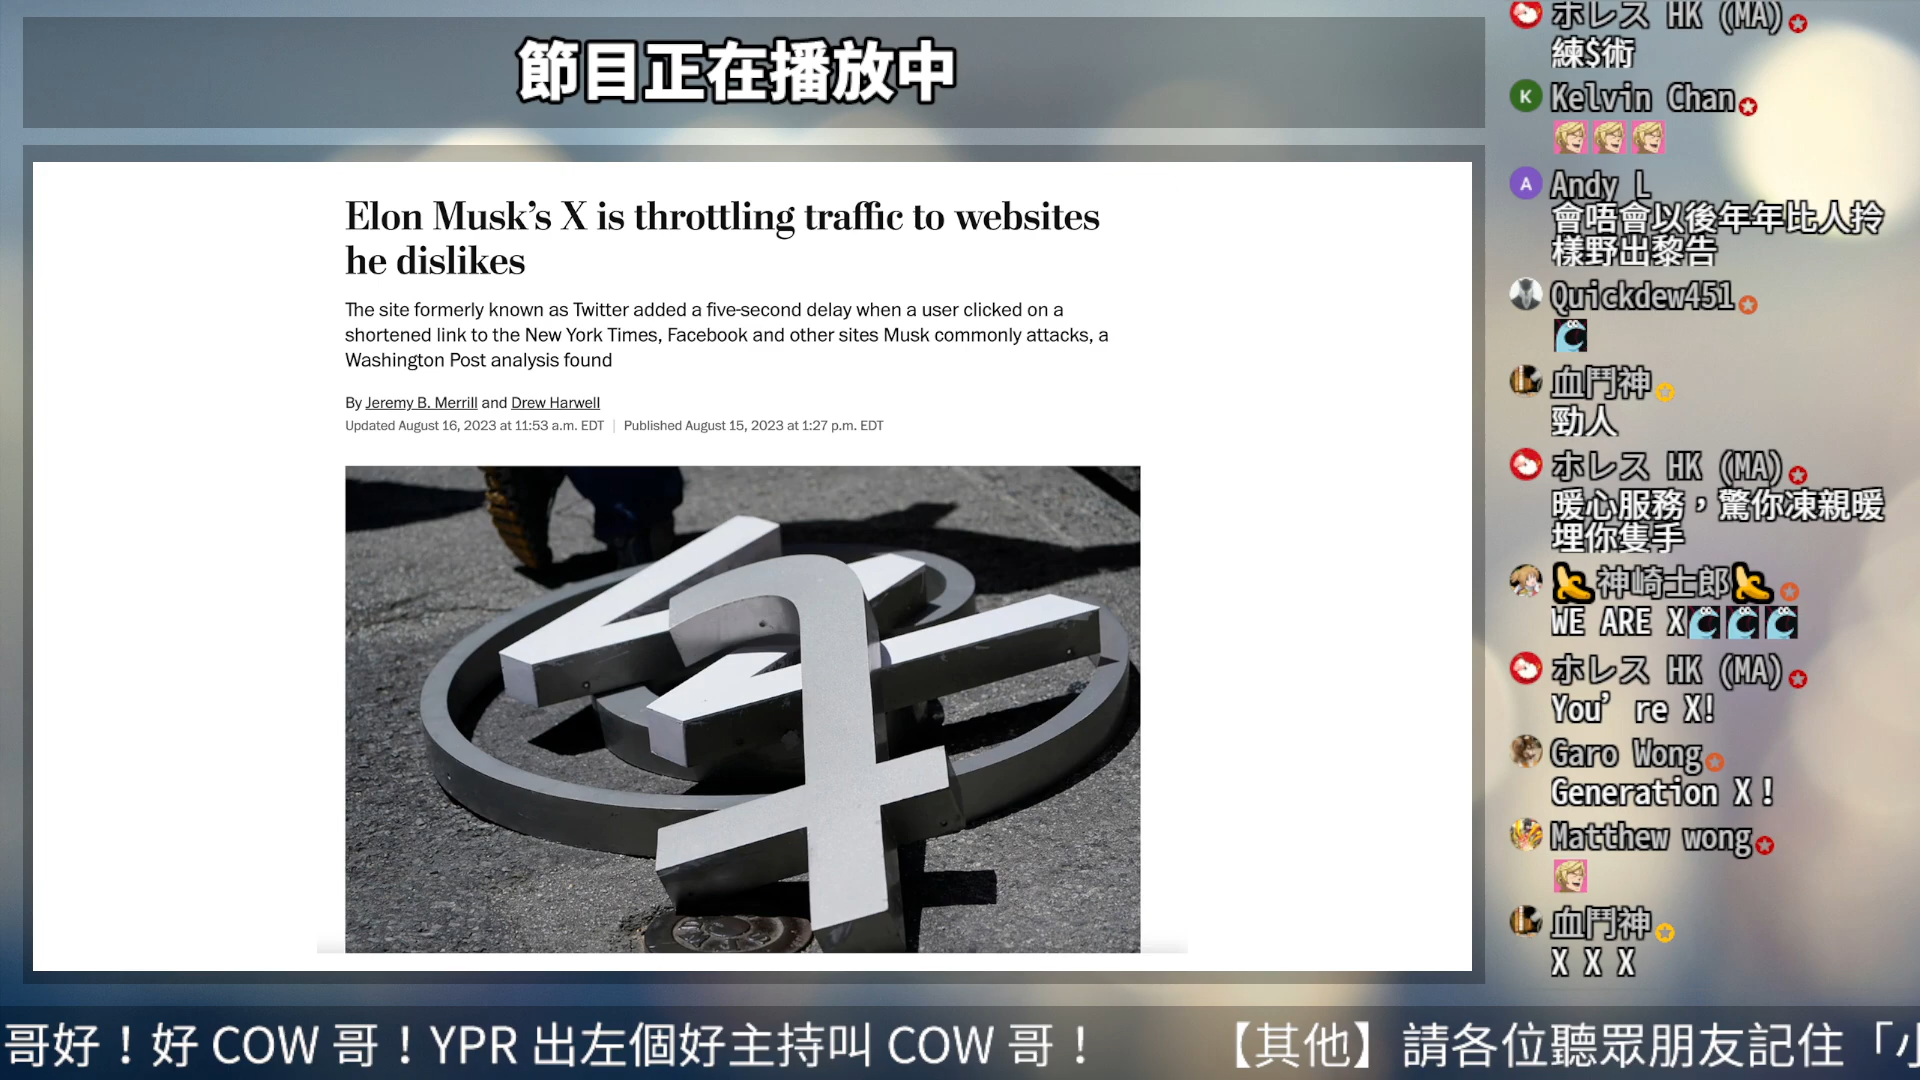 節目正在播放中
Elon Musk’s X is throttling traffic to websites
he dislikes
The site formerly known as Twitter added a five-second delay when a user clicked on a
shortened link to the New York Times, Facebook and other sites Musk commonly attacks, a
Washington Post analysis found
By Jeremy B. Merrill and Drew Harwell
Updated August 16, 2023 at 11:53 a.m. EDT | Published August 15, 2023 at 1:27 p.m. EDT
ホレス HK (MA)
練$術
K Kelvin Chan
A Andy L
會唔會以後年年比人拎
樣野出黎告
Quickdew451
血鬥神
勁人
ホレス HK (MA)
暖心服務，驚你凍親暖
埋你隻手
🍌神崎士郎🍌
WE ARE X
ホレス HK (MA)
You’re X!
Garo Wong
Generation X！
Matthew wong
血鬥神
X X X
哥好！好 COW 哥！YPR 出左個好主持叫 COW 哥！ 【其他】請各位聽眾朋友記住「小